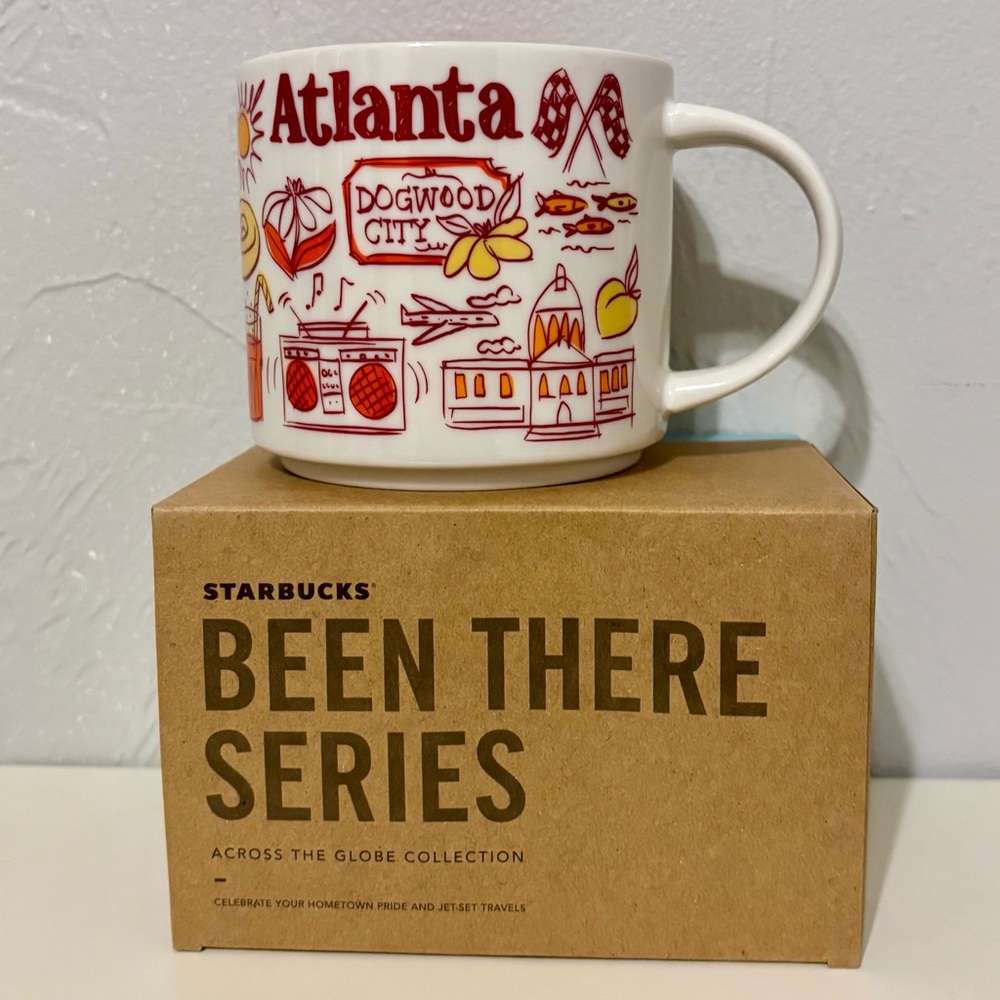 Atlanta
DOGWOOD
CITY
STARBUCKS®
BEEN THERE
SERIES
ACROSS THE GLOBE COLLECTION
CELEBRATE YOUR HOMETOWN PRIDE AND JET-SET TRAVELS